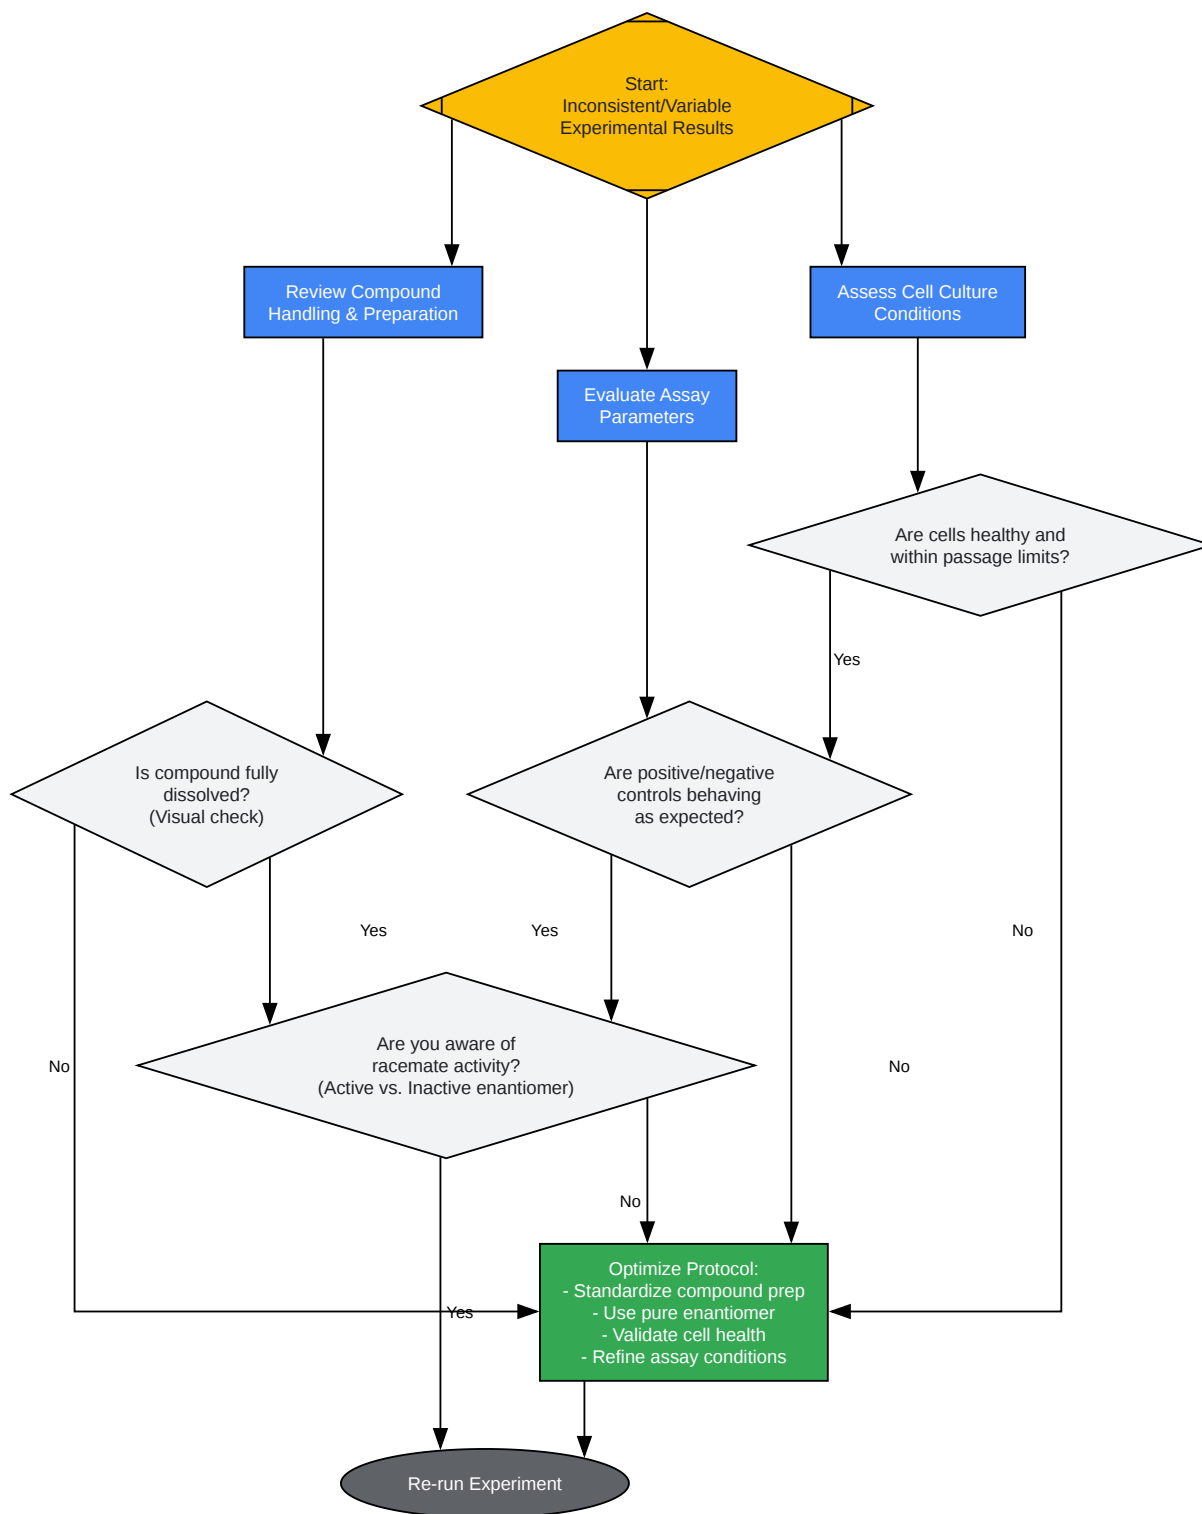 Start:
Inconsistent/Variable
Experimental Results
Review Compound
Handling & Preparation
Assess Cell Culture
Conditions
Evaluate Assay
Parameters
Are cells healthy and
within passage limits?
Yes
Is compound fully
dissolved?
(Visual check)
Are positive/negative
controls behaving
as expected?
Yes
Yes
No
Are you aware of
racemate activity?
(Active vs. Inactive enantiomer)
No
No
No
Optimize Protocol:
- Standardize compound prep
- Use pure enantiomer
- Validate cell health
- Refine assay conditions
Yes
Re-run Experiment